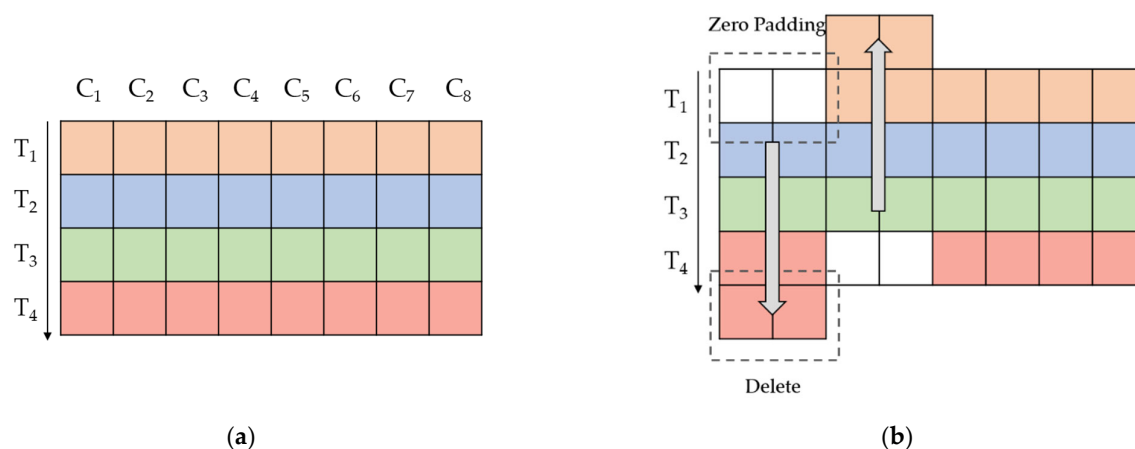 C₁ C₂ C₃ C₄ C₅ C₆ C₇ C₈
T₁
T₂
T₃
T₄
(a)
Zero Padding
T₁
T₂
T₃
T₄
Delete
(b)